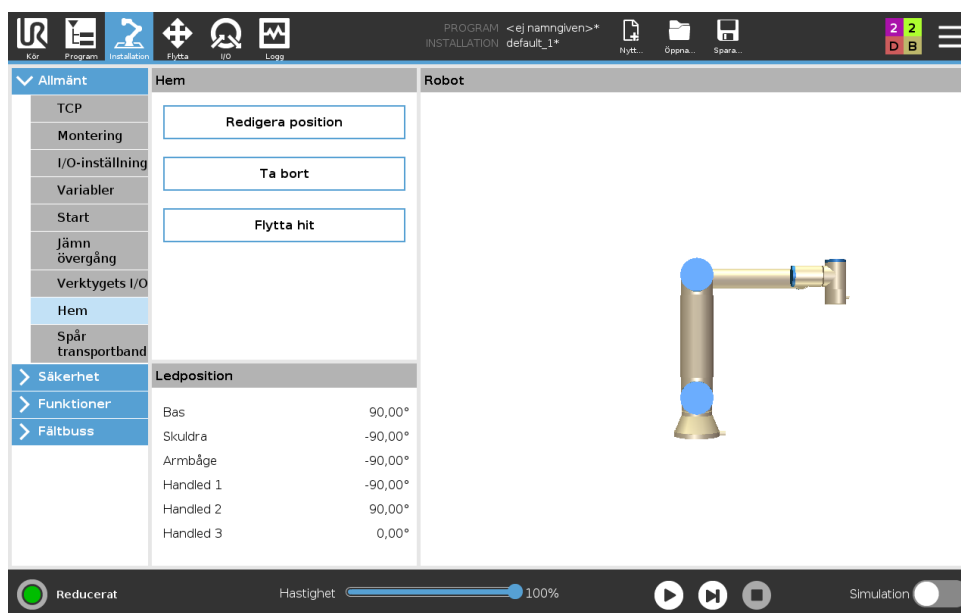 UR
PROGRAM <ej namngiven>*
INSTALLATION default_1*
Kör Program Installation Flytta I/O Logg Nytt... Öppna... Spara...
2 2
D B
Allmänt
TCP
Montering
I/O-inställning
Variabler
Start
Jämn
övergång
Verktygets I/O
Hem
Spår
transportband
Säkerhet
Funktioner
Fältbuss
Hem
Redigera position
Ta bort
Flytta hit
Ledposition
Bas 90,00°
Skuldra -90,00°
Armbåge -90,00°
Handled 1 -90,00°
Handled 2 90,00°
Handled 3 0,00°
Robot
Reducerat
Hastighet 100%
Simulation